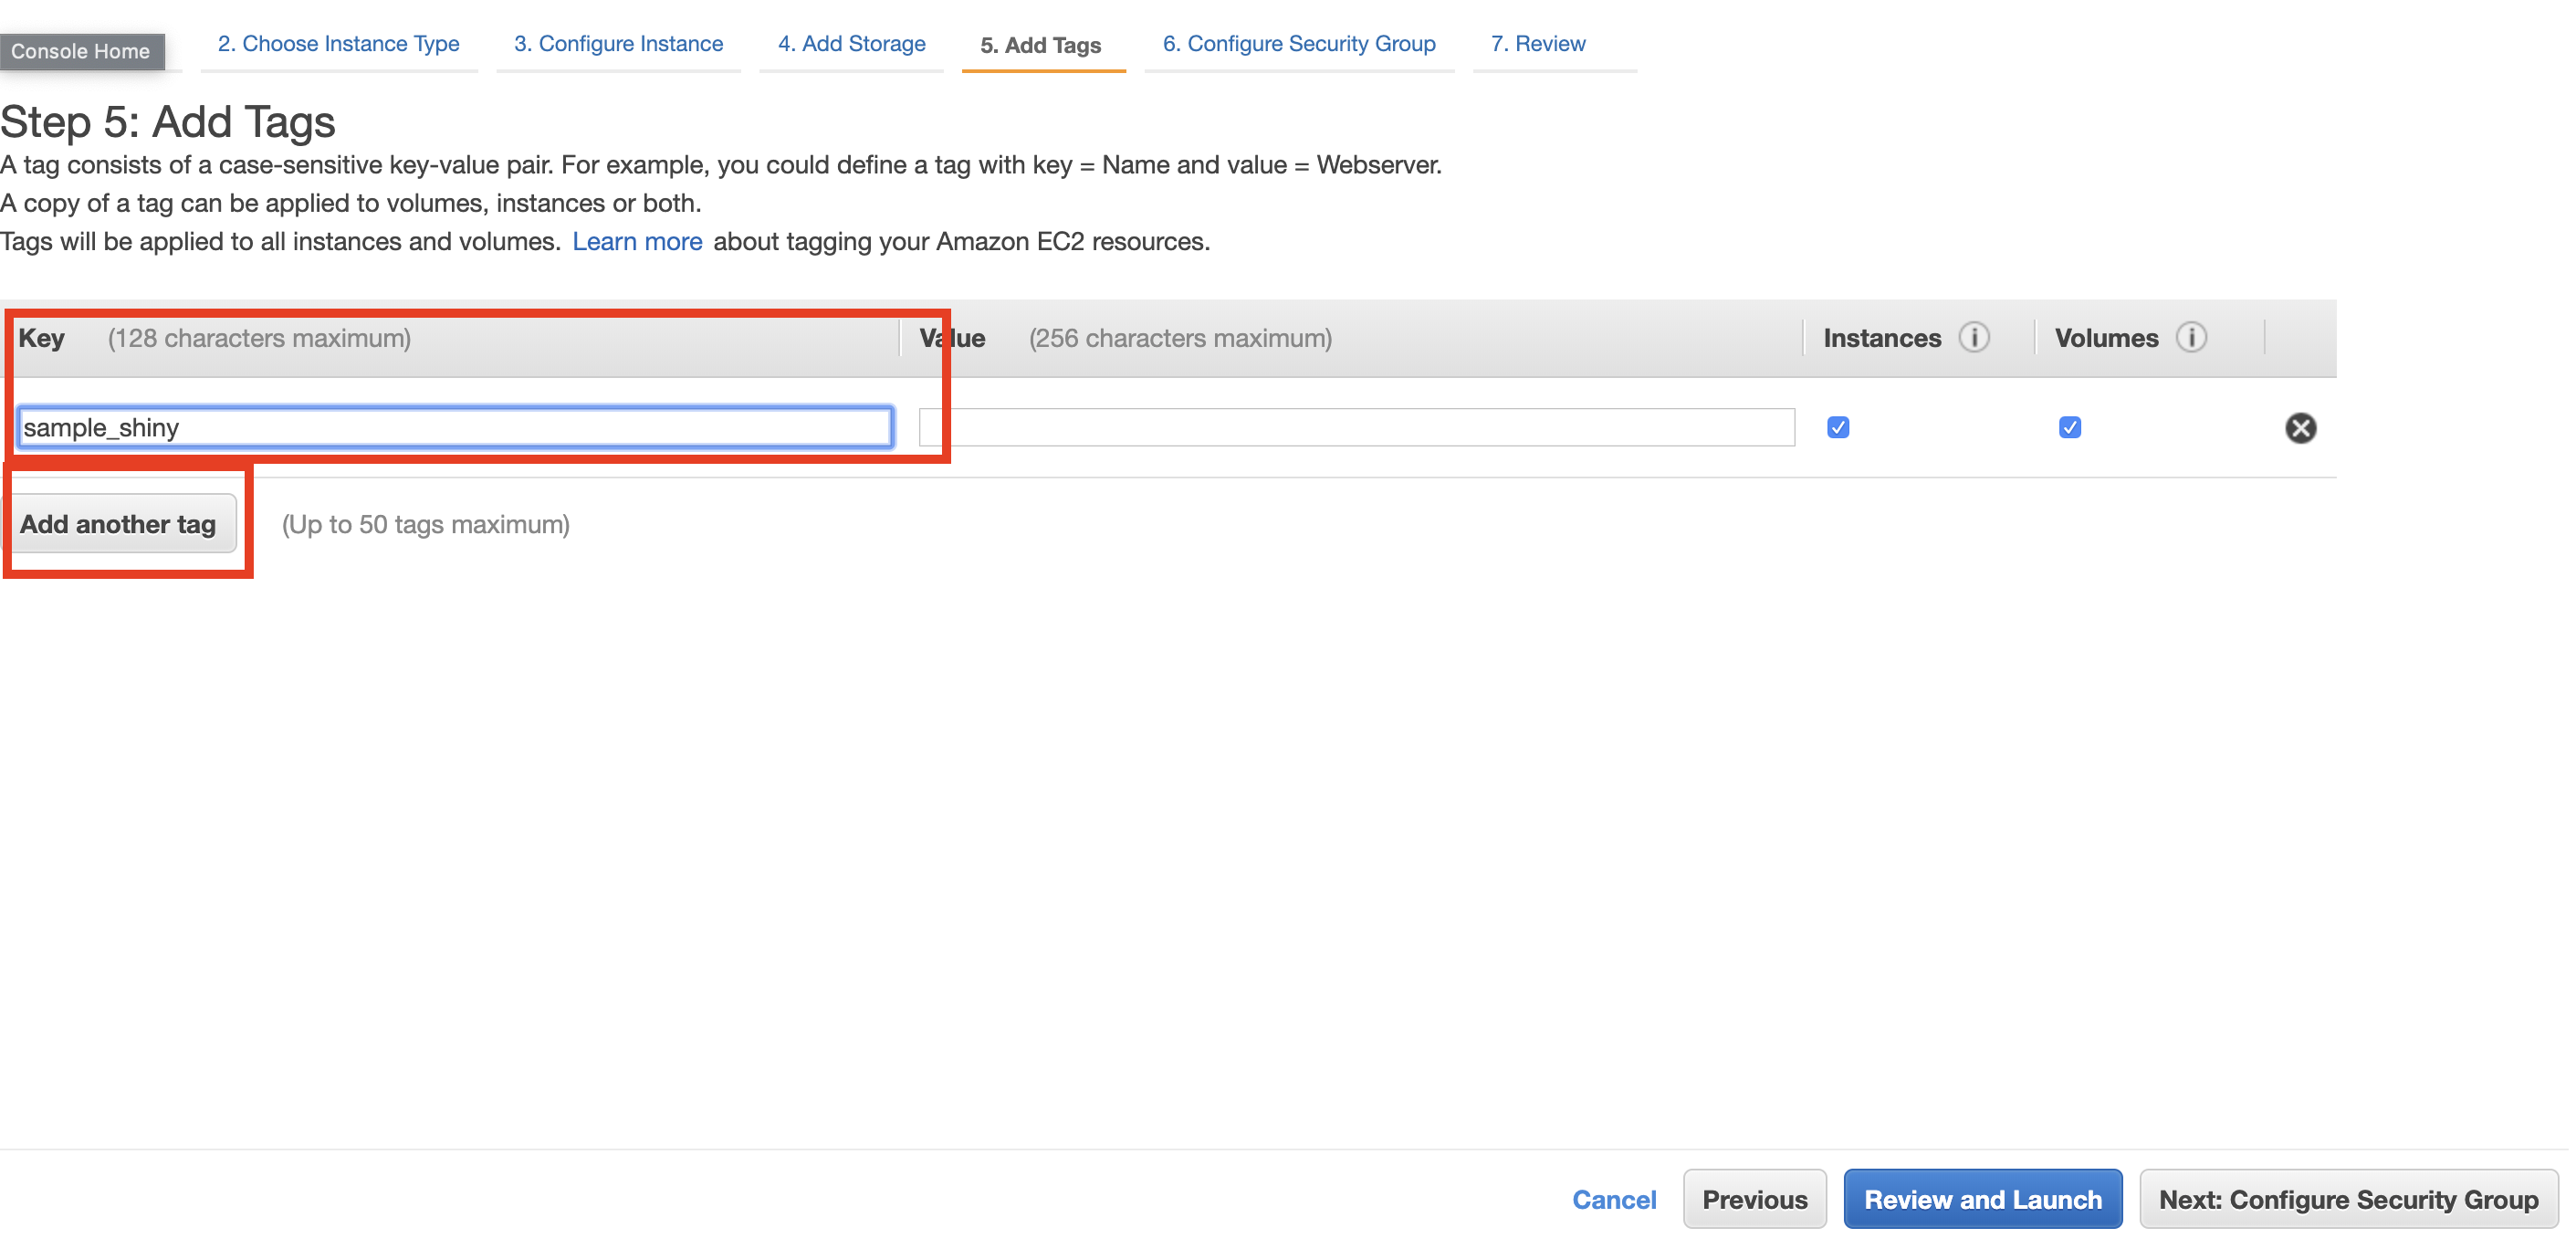 Console Home 2. Choose Instance Type 3. Configure Instance 4. Add Storage 5. Add Tags 6. Configure Security Group 7. Review
Step 5: Add Tags
A tag consists of a case-sensitive key-value pair. For example, you could define a tag with key = Name and value = Webserver.
A copy of a tag can be applied to volumes, instances or both.
Tags will be applied to all instances and volumes. Learn more about tagging your Amazon EC2 resources.
Key (128 characters maximum) Value (256 characters maximum) Instances i Volumes i
sample_shiny
Add another tag (Up to 50 tags maximum)
Cancel Previous Review and Launch Next: Configure Security Group